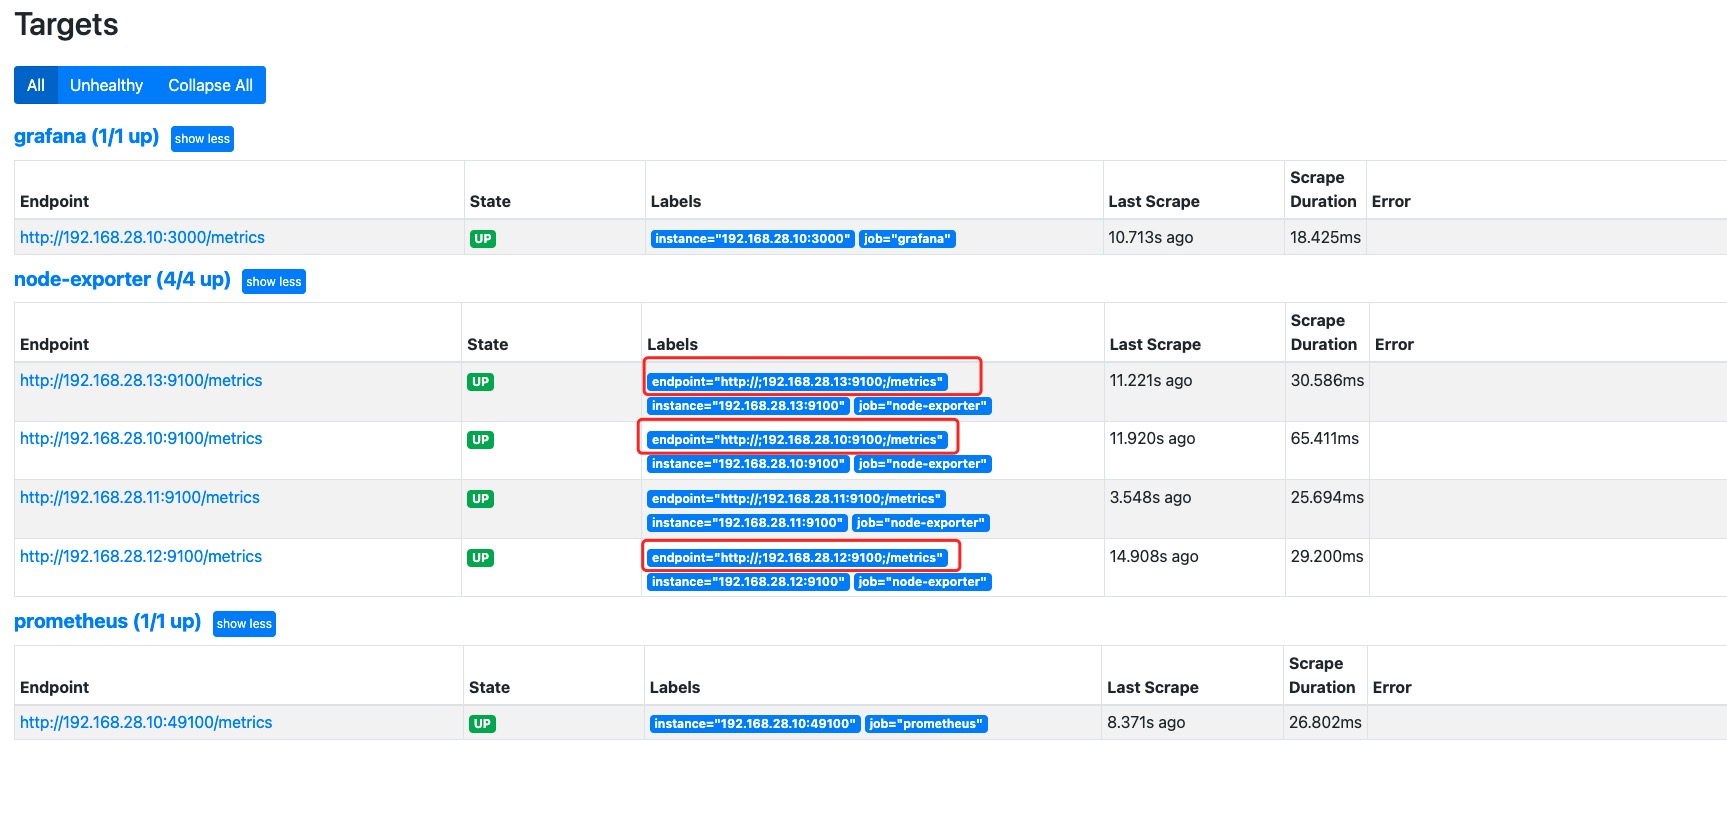 Targets
All Unhealthy Collapse All
grafana (1/1 up) show less
Endpoint State Labels Last Scrape Scrape Duration Error
http://192.168.28.10:3000/metrics UP instance="192.168.28.10:3000" job="grafana" 10.713s ago 18.425ms
node-exporter (4/4 up) show less
Endpoint State Labels Last Scrape Scrape Duration Error
http://192.168.28.13:9100/metrics UP endpoint="http://;192.168.28.13:9100;/metrics" 11.221s ago 30.586ms
instance="192.168.28.13:9100" job="node-exporter"
http://192.168.28.10:9100/metrics UP endpoint="http://;192.168.28.10:9100;/metrics" 11.920s ago 65.411ms
instance="192.168.28.10:9100" job="node-exporter"
http://192.168.28.11:9100/metrics UP endpoint="http://;192.168.28.11:9100;/metrics" 3.548s ago 25.694ms
instance="192.168.28.11:9100" job="node-exporter"
http://192.168.28.12:9100/metrics UP endpoint="http://;192.168.28.12:9100;/metrics" 14.908s ago 29.200ms
instance="192.168.28.12:9100" job="node-exporter"
prometheus (1/1 up) show less
Endpoint State Labels Last Scrape Scrape Duration Error
http://192.168.28.10:49100/metrics UP instance="192.168.28.10:49100" job="prometheus" 8.371s ago 26.802ms